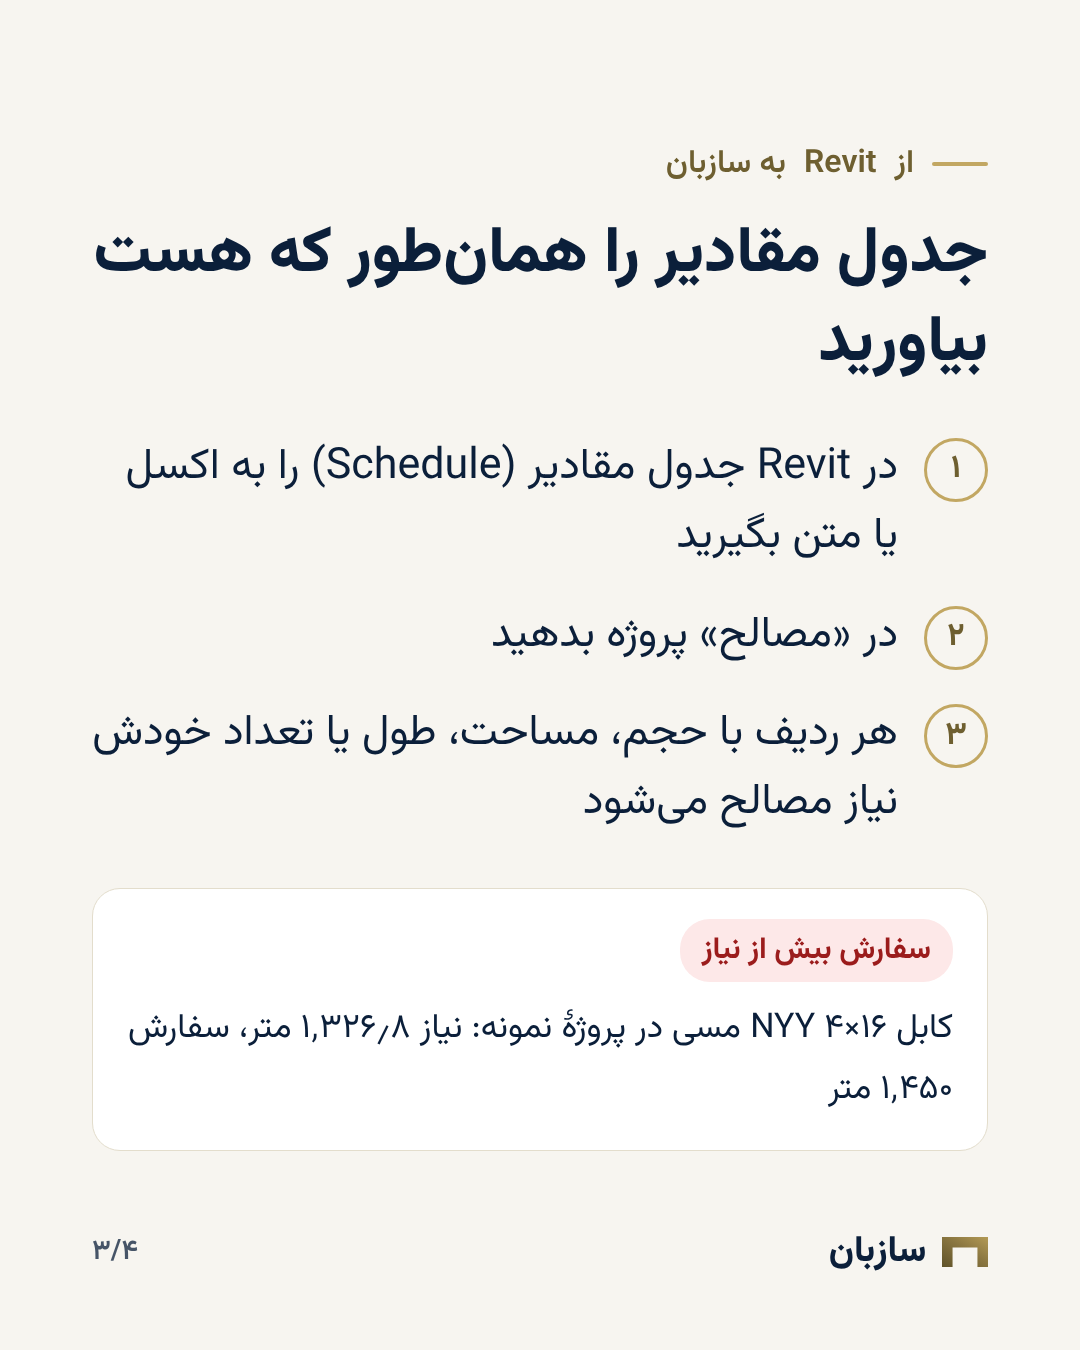 از Revit به سازبان
جدول مقادیر را همان‌طور که هست
بیاورید
۱
در Revit جدول مقادیر (Schedule) را به اکسل
یا متن بگیرید
۲
در «مصالح» پروژه بدهید
۳
هر ردیف با حجم، مساحت، طول یا تعداد خودش
نیاز مصالح می‌شود
سفارش بیش از نیاز
کابل ۴×۱۶ NYY مسی در پروژهٔ نمونه: نیاز ۱,۳۲۶٫۸ متر، سفارش
۱,۴۵۰ متر
سازبان
۳/۴